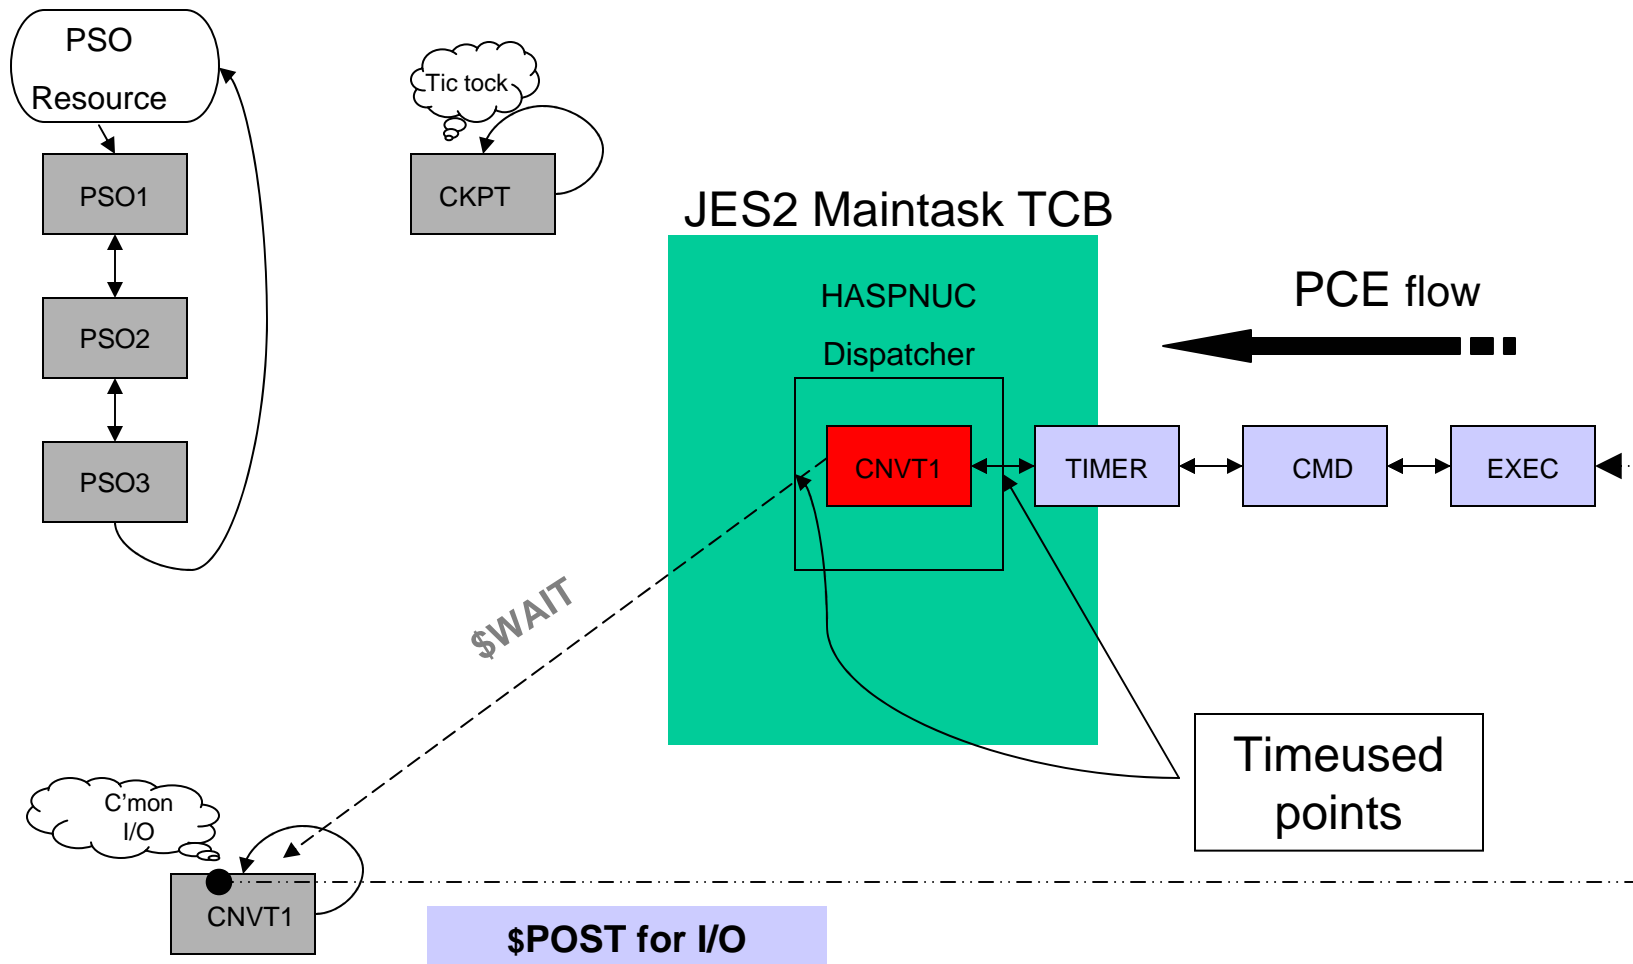 PSO
Resource
PSO1
PSO2
PSO3
Tic tock
CKPT
JES2 Maintask TCB
HASPNUC
Dispatcher
CNVT1
PCE flow
TIMER
CMD
EXEC
$WAIT
Timeused
points
C’mon
I/O
CNVT1
$POST for I/O